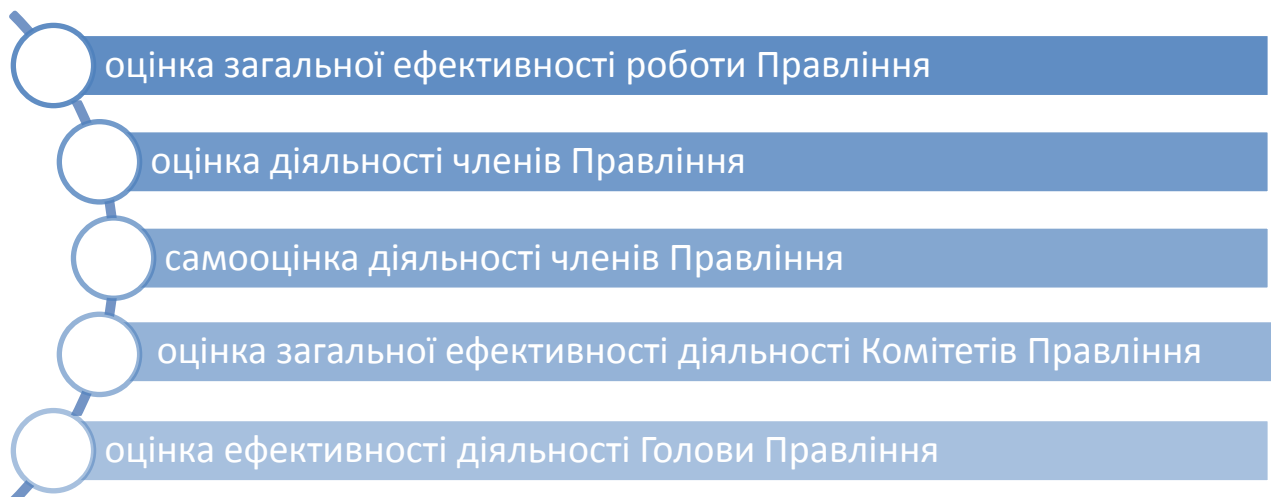 оцінка загальної ефективності роботи Правління
оцінка діяльності членів Правління
самооцінка діяльності членів Правління
оцінка загальної ефективності діяльності Комітетів Правління
оцінка ефективності діяльності Голови Правління